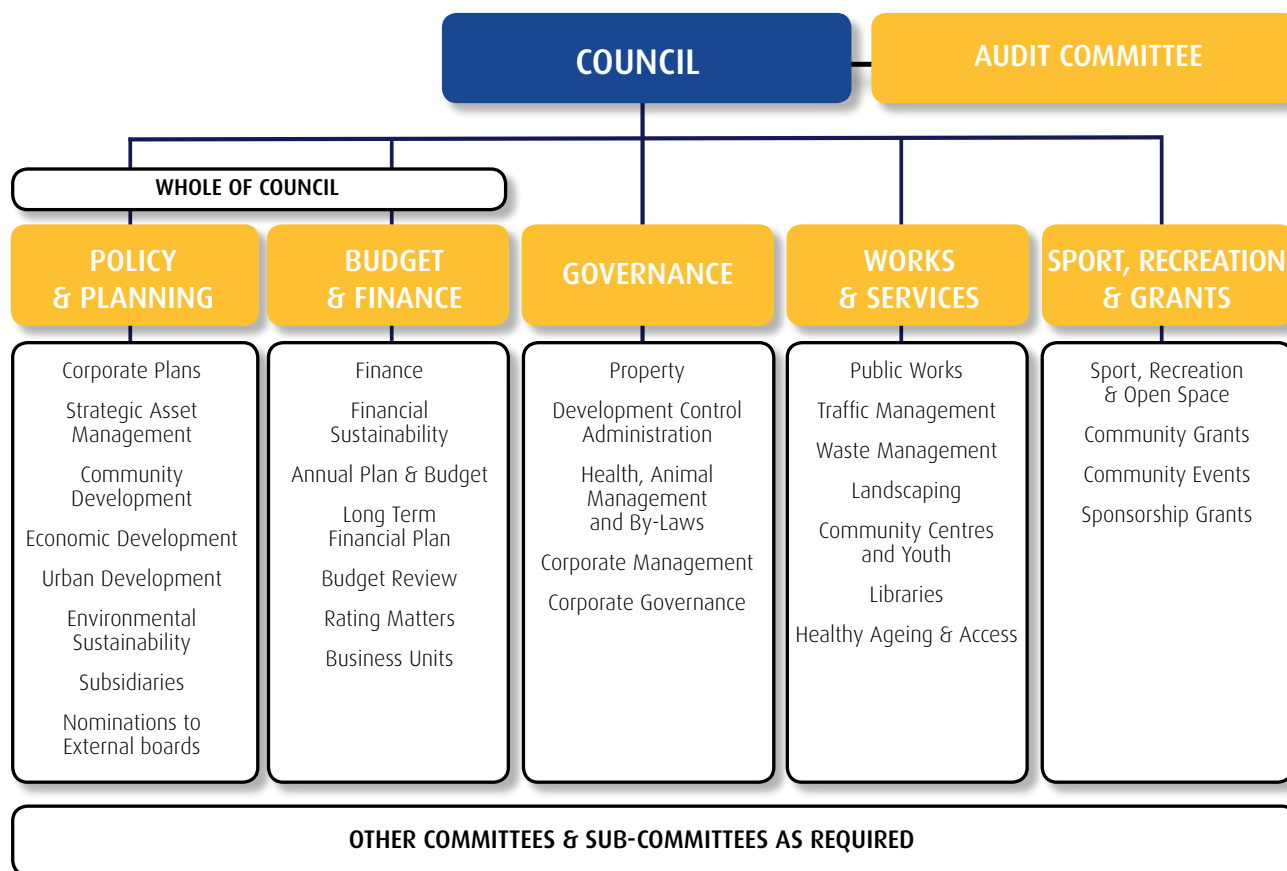 COUNCIL
AUDIT COMMITTEE
WHOLE OF COUNCIL
POLICY
& PLANNING
Corporate Plans
Strategic Asset
Management
Community
Development
Economic Development
Urban Development
Environmental
Sustainability
Subsidiaries
Nominations to
External boards
BUDGET
& FINANCE
Finance
Financial
Sustainability
Annual Plan & Budget
Long Term
Financial Plan
Budget Review
Rating Matters
Business Units
GOVERNANCE
Property
Development Control
Administration
Health, Animal
Management
and By-Laws
Corporate Management
Corporate Governance
WORKS
& SERVICES
Public Works
Traffic Management
Waste Management
Landscaping
Community Centres
and Youth
Libraries
Healthy Ageing & Access
SPORT, RECREATION
& GRANTS
Sport, Recreation
& Open Space
Community Grants
Community Events
Sponsorship Grants
OTHER COMMITTEES & SUB-COMMITTEES AS REQUIRED